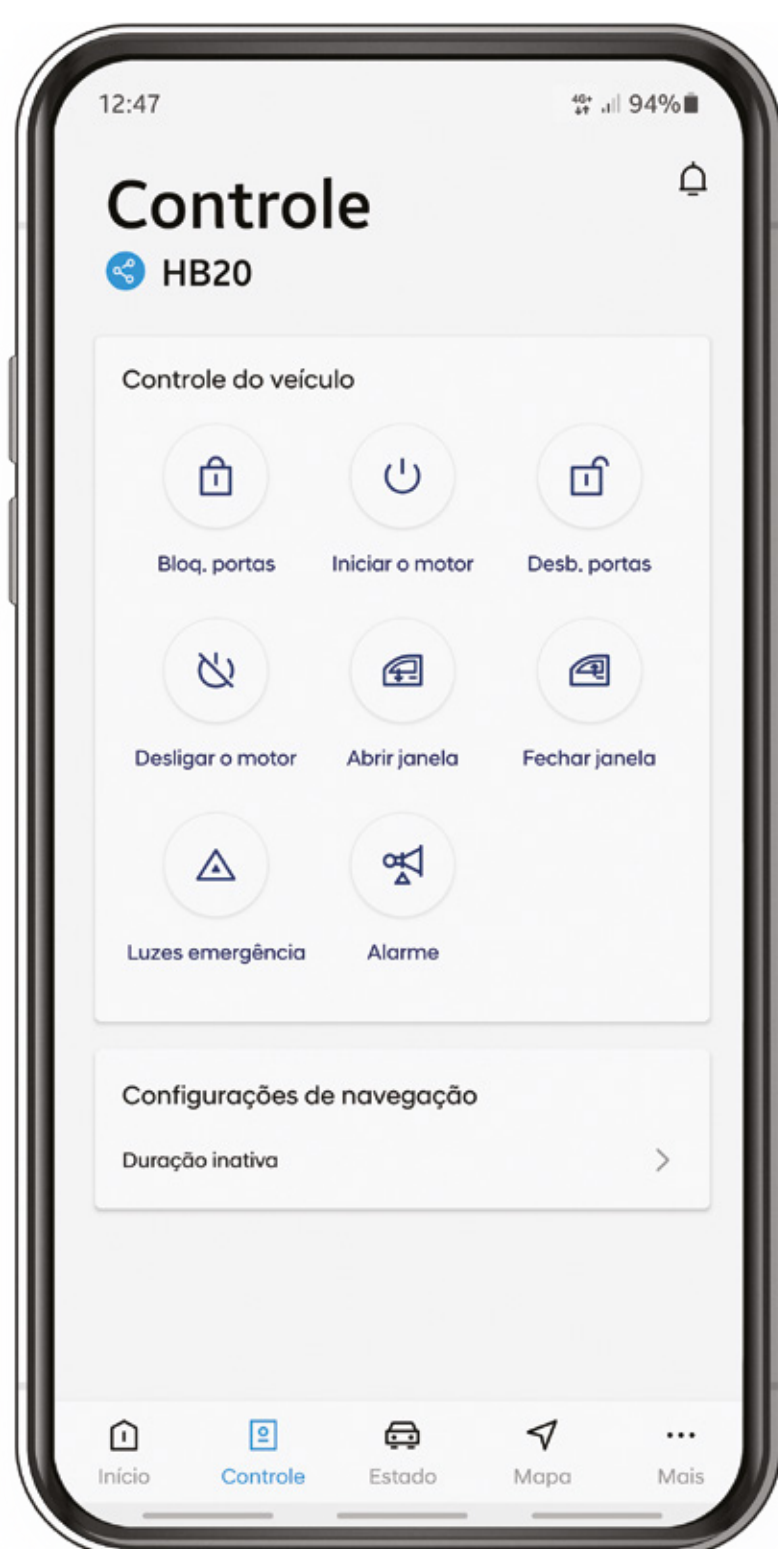 12:47 4G+ 94%
Controle
HB20
Controle do veículo
Bloq. portas Iniciar o motor Desb. portas
Desligar o motor Abrir janela Fechar janela
Luzes emergência Alarme
Configurações de navegação
Duração inativa
Início Controle Estado Mapa Mais